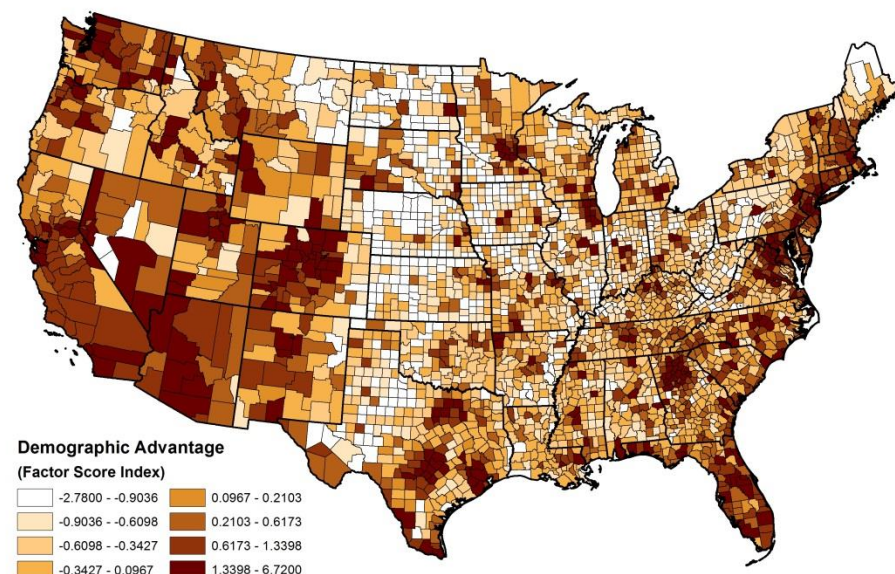 Demographic Advantage
(Factor Score Index)
-2.7800 - -0.9036
-0.9036 - -0.6098
-0.6098 - -0.3427
-0.3427 - 0.0967
0.0967 - 0.2103
0.2103 - 0.6173
0.6173 - 1.3398
1.3398 - 6.7200